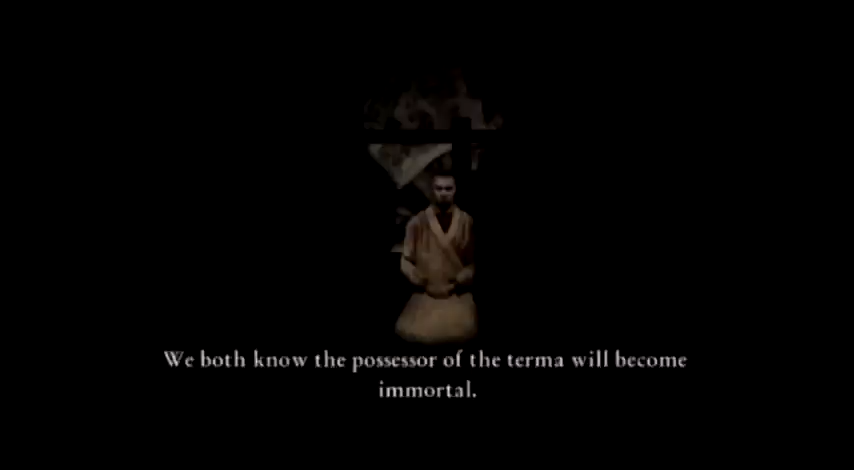 We both know the possessor of the terma will become
immortal.